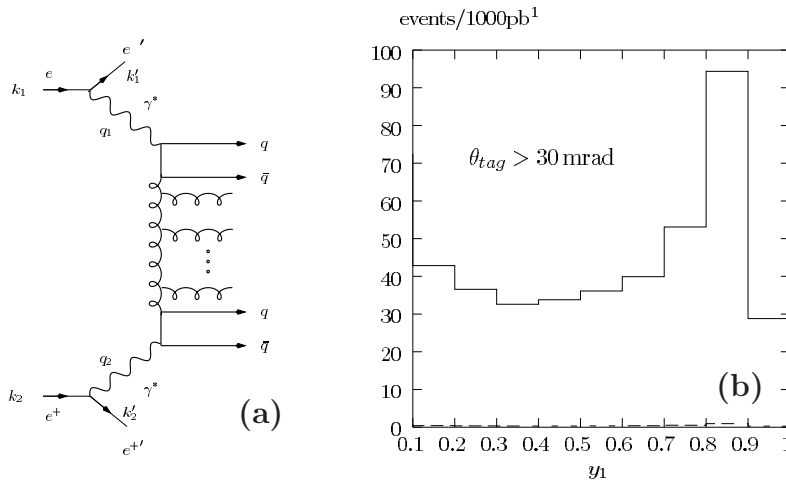 e ′
e
k′1
k1
γ*
q1
q
q̄
q
q̄
q2
γ*
k2
e+
k′2
e+′
(a)
events/1000pb1
100
90
80
70
60
50
40
30
20
10
0
θtag > 30 mrad
(b)
0.1 0.2 0.3 0.4 0.5 0.6 0.7 0.8 0.9 1
y1